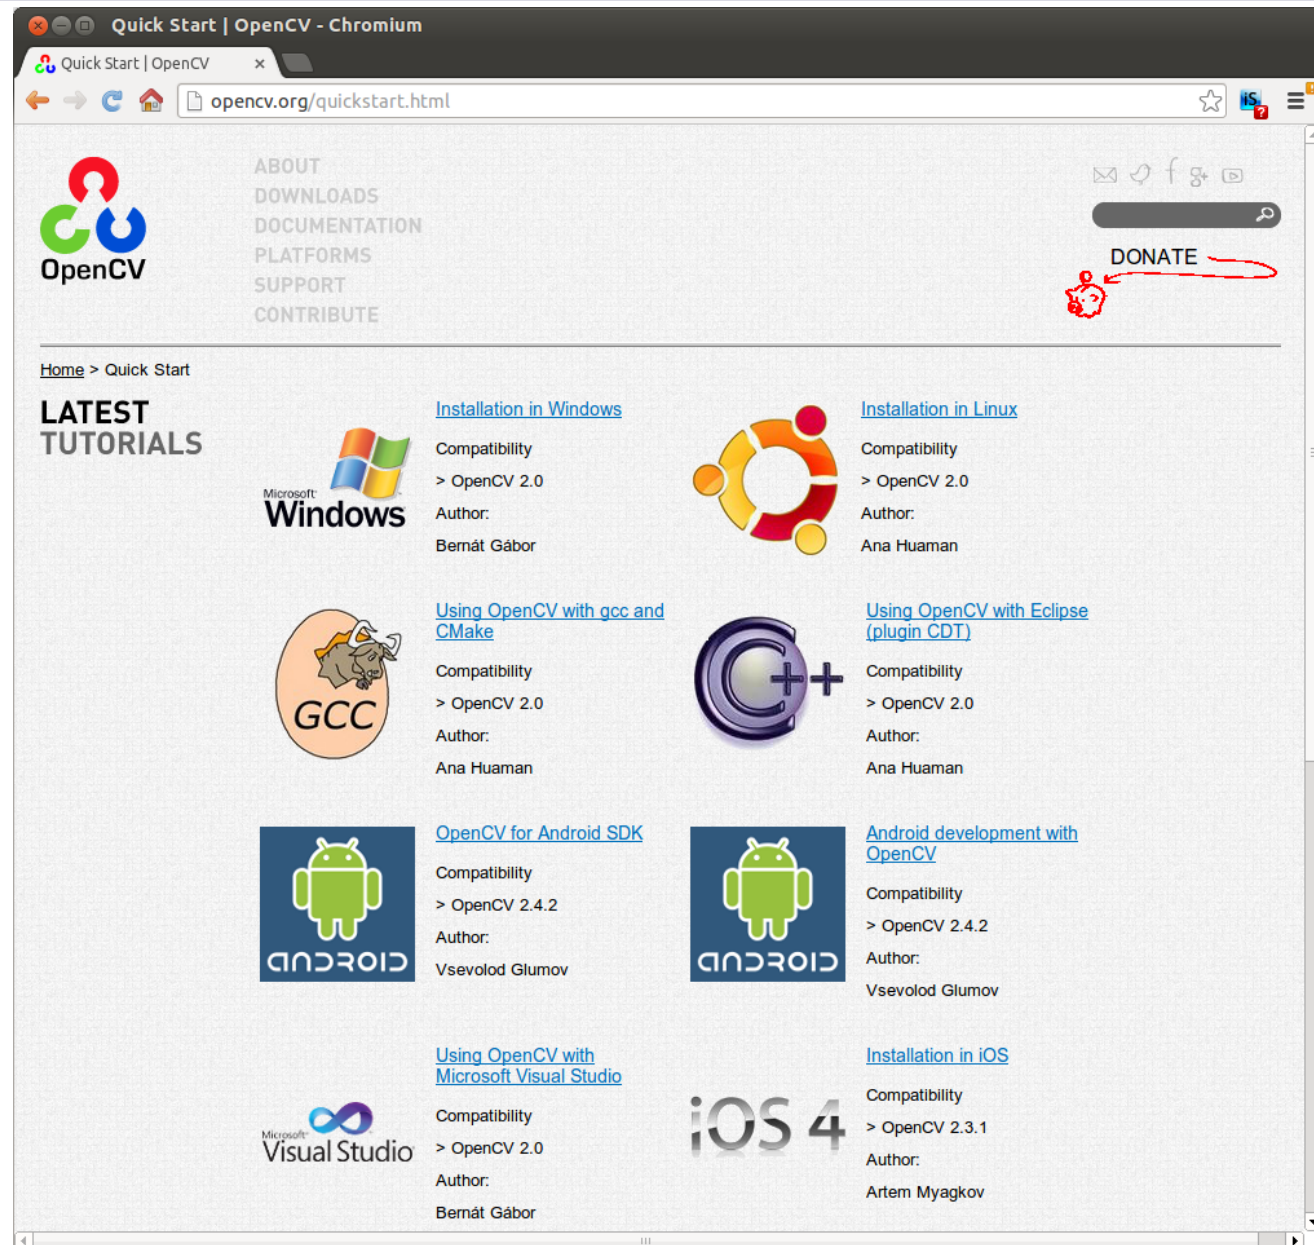 Quick Start | OpenCV - Chromium
Quick Start | OpenCV
opencv.org/quickstart.html
iS
?
OpenCV
ABOUT
DOWNLOADS
DOCUMENTATION
PLATFORMS
SUPPORT
CONTRIBUTE
f g+
DONATE
Home > Quick Start
LATEST
TUTORIALS
Microsoft
Windows
Installation in Windows
Compatibility
> OpenCV 2.0
Author:
Bernát Gábor
Installation in Linux
Compatibility
> OpenCV 2.0
Author:
Ana Huaman
GCC
Using OpenCV with gcc and
CMake
Compatibility
> OpenCV 2.0
Author:
Ana Huaman
C++
Using OpenCV with Eclipse
(plugin CDT)
Compatibility
> OpenCV 2.0
Author:
Ana Huaman
ANDROID
OpenCV for Android SDK
Compatibility
> OpenCV 2.4.2
Author:
Vsevolod Glumov
ANDROID
Android development with
OpenCV
Compatibility
> OpenCV 2.4.2
Author:
Vsevolod Glumov
Microsoft
Visual Studio
Using OpenCV with
Microsoft Visual Studio
Compatibility
> OpenCV 2.0
Author:
Bernát Gábor
iOS 4
Installation in iOS
Compatibility
> OpenCV 2.3.1
Author:
Artem Myagkov